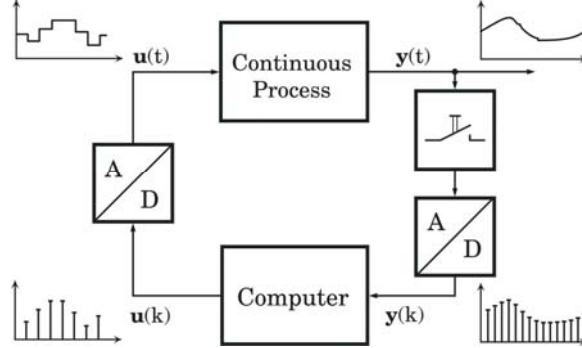 u(t)
Continuous
Process
y(t)
A
D
A
D
Computer
u(k)
y(k)